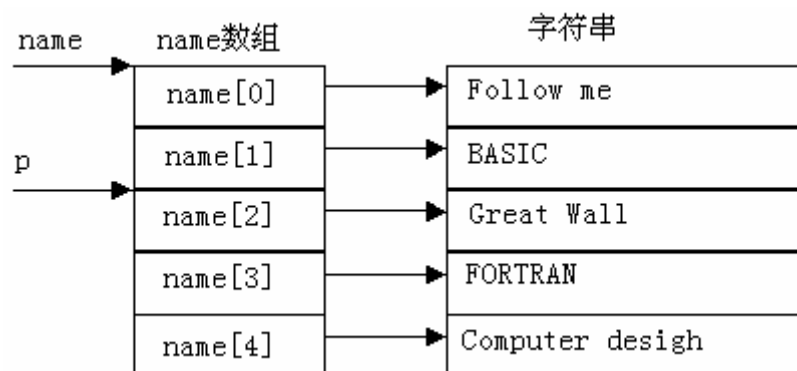 name name数组 字符串
name[0] Follow me
name[1] BASIC
p
name[2] Great Wall
name[3] FORTRAN
name[4] Computer desigh